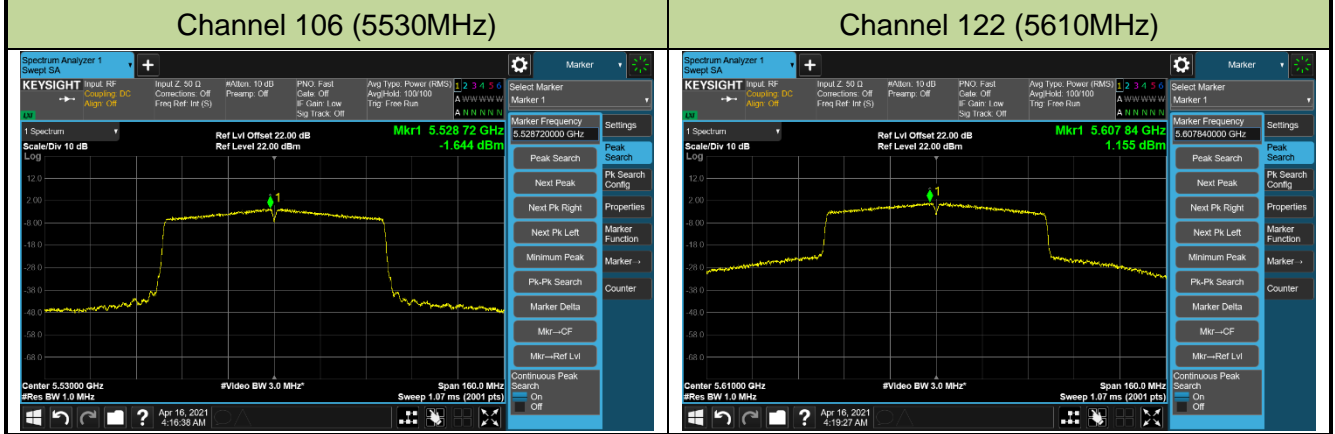 Channel 106 (5530MHz)
Channel 122 (5610MHz)
Spectrum Analyzer 1
Swept SA
Marker
KEYSIGHT
Input: RF
Coupling: DC
Align: Off
Input Z: 50 Ω
Corrections: Off
Freq Ref: Int (S)
#Atten: 10 dB
Preamp: Off
PNO: Fast
Gate: Off
IF Gain: Low
Sig Track: Off
Avg Type: Power (RMS)
Avg|Hold: 100/100
Trig: Free Run
1 2 3 4 5 6
A W W W W W
A N N N N N
LXI
Select Marker
Marker 1
1 Spectrum
Scale/Div 10 dB
Log
Ref Lvl Offset 22.00 dB
Ref Level 22.00 dBm
Mkr1 5.528 72 GHz
-1.644 dBm
Marker Frequency
5.528720000 GHz
Peak Search
Next Peak
Next Pk Right
Next Pk Left
Minimum Peak
Pk-Pk Search
Marker Delta
Mkr→CF
Mkr→Ref Lvl
Continuous Peak
Search
On
Off
Settings
Peak
Search
Pk Search
Config
Properties
Marker
Function
Marker→
Counter
12.0
2.00
-8.00
-18.0
-28.0
-38.0
-48.0
-58.0
-68.0
1
Center 5.53000 GHz
#Res BW 1.0 MHz
#Video BW 3.0 MHz*
Span 160.0 MHz
Sweep 1.07 ms (2001 pts)
?
Apr 16, 2021
4:16:38 AM
Spectrum Analyzer 1
Swept SA
Marker
KEYSIGHT
Input: RF
Coupling: DC
Align: Off
Input Z: 50 Ω
Corrections: Off
Freq Ref: Int (S)
#Atten: 10 dB
Preamp: Off
PNO: Fast
Gate: Off
IF Gain: Low
Sig Track: Off
Avg Type: Power (RMS)
Avg|Hold: 100/100
Trig: Free Run
1 2 3 4 5 6
A W W W W W
A N N N N N
LXI
Select Marker
Marker 1
1 Spectrum
Scale/Div 10 dB
Log
Ref Lvl Offset 22.00 dB
Ref Level 22.00 dBm
Mkr1 5.607 84 GHz
1.155 dBm
Marker Frequency
5.607840000 GHz
Peak Search
Next Peak
Next Pk Right
Next Pk Left
Minimum Peak
Pk-Pk Search
Marker Delta
Mkr→CF
Mkr→Ref Lvl
Continuous Peak
Search
On
Off
Settings
Peak
Search
Pk Search
Config
Properties
Marker
Function
Marker→
Counter
12.0
2.00
-8.00
-18.0
-28.0
-38.0
-48.0
-58.0
-68.0
1
Center 5.61000 GHz
#Res BW 1.0 MHz
#Video BW 3.0 MHz*
Span 160.0 MHz
Sweep 1.07 ms (2001 pts)
?
Apr 16, 2021
4:19:27 AM